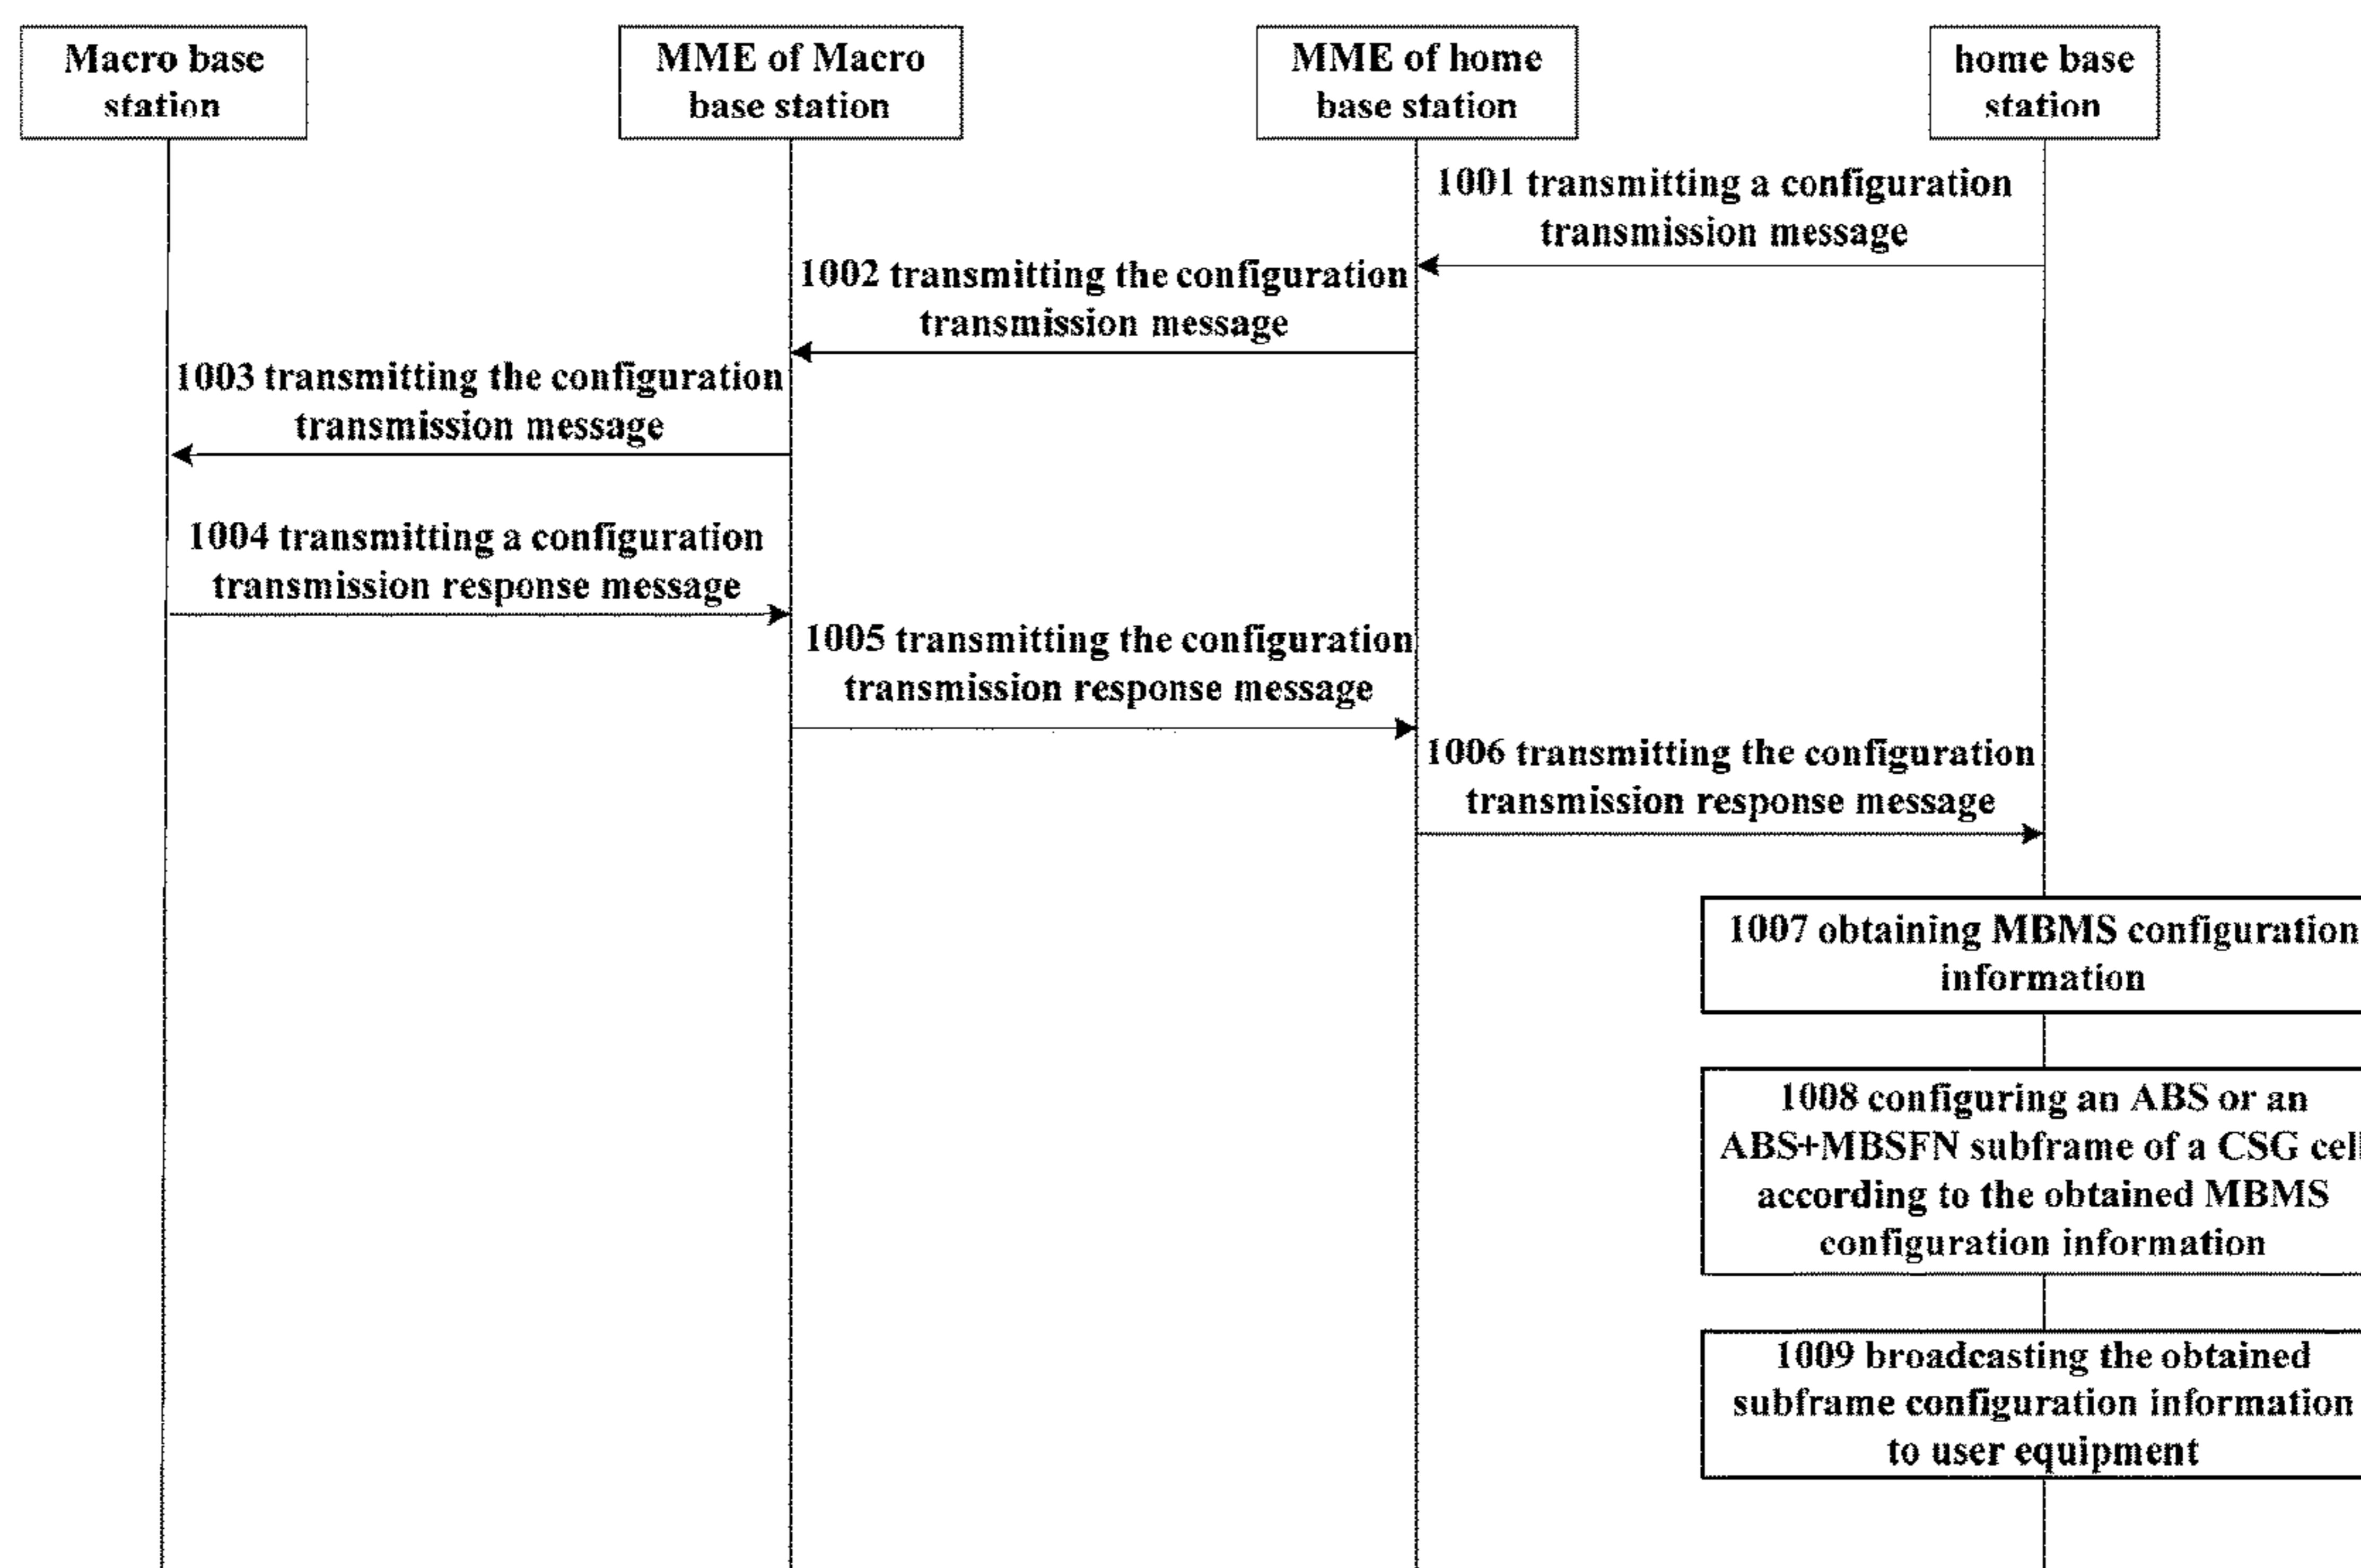 Macro base
station
MME of Macro
base station
MME of home
base station
home base
station
1001 transmitting a configuration
transmission message
1002 transmitting the configuration
transmission message
1003 transmitting the configuration
transmission message
1004 transmitting a configuration
transmission response message
1005 transmitting the configuration
transmission response message
1006 transmitting the configuration
transmission response message
1007 obtaining MBMS configuration
information
1008 configuring an ABS or an
ABS+MBSFN subframe of a CSG cell
according to the obtained MBMS
configuration information
1009 broadcasting the obtained
subframe configuration information
to user equipment